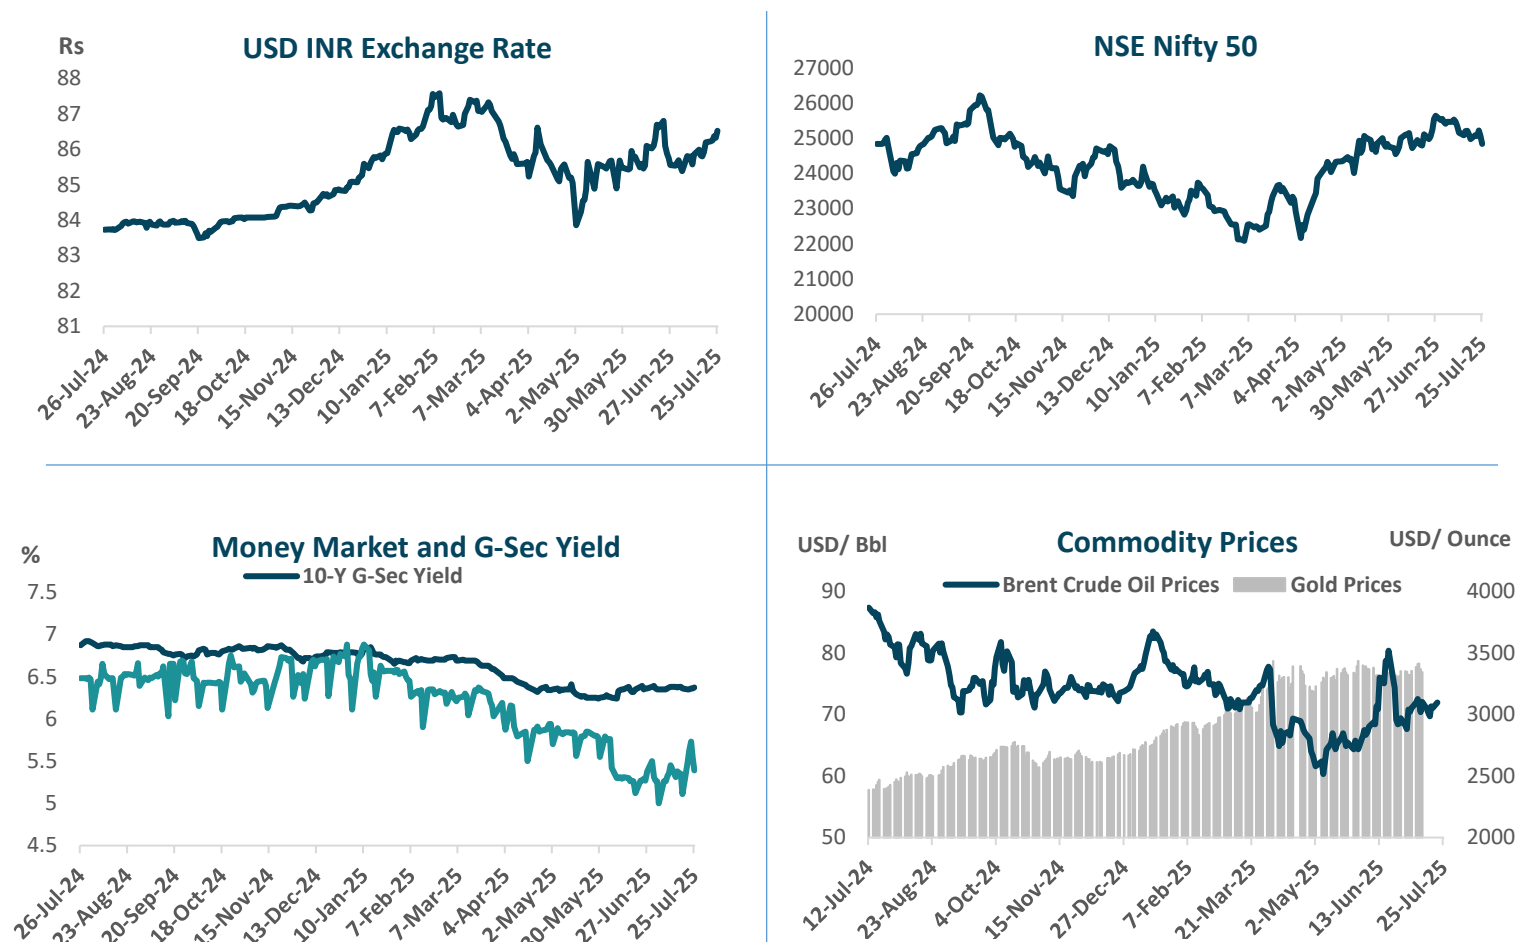 USD INR Exchange Rate
Rs
88
87
86
85
84
83
82
81
26-Jul-24
23-Aug-24
20-Sep-24
18-Oct-24
15-Nov-24
13-Dec-24
10-Jan-25
7-Feb-25
7-Mar-25
4-Apr-25
2-May-25
30-May-25
27-Jun-25
25-Jul-25
NSE Nifty 50
27000
26000
25000
24000
23000
22000
21000
20000
26-Jul-24
23-Aug-24
20-Sep-24
18-Oct-24
15-Nov-24
13-Dec-24
10-Jan-25
7-Feb-25
7-Mar-25
4-Apr-25
2-May-25
30-May-25
27-Jun-25
25-Jul-25
Money Market and G-Sec Yield
%
10-Y G-Sec Yield
7.5
7
6.5
6
5.5
5
4.5
26-Jul-24
23-Aug-24
20-Sep-24
18-Oct-24
15-Nov-24
13-Dec-24
10-Jan-25
7-Feb-25
7-Mar-25
4-Apr-25
2-May-25
30-May-25
27-Jun-25
25-Jul-25
Commodity Prices
USD/ Bbl
USD/ Ounce
Brent Crude Oil Prices
Gold Prices
90
80
70
60
50
4000
3500
3000
2500
2000
12-Jul-24
23-Aug-24
4-Oct-24
15-Nov-24
27-Dec-24
7-Feb-25
21-Mar-25
2-May-25
13-Jun-25
25-Jul-25